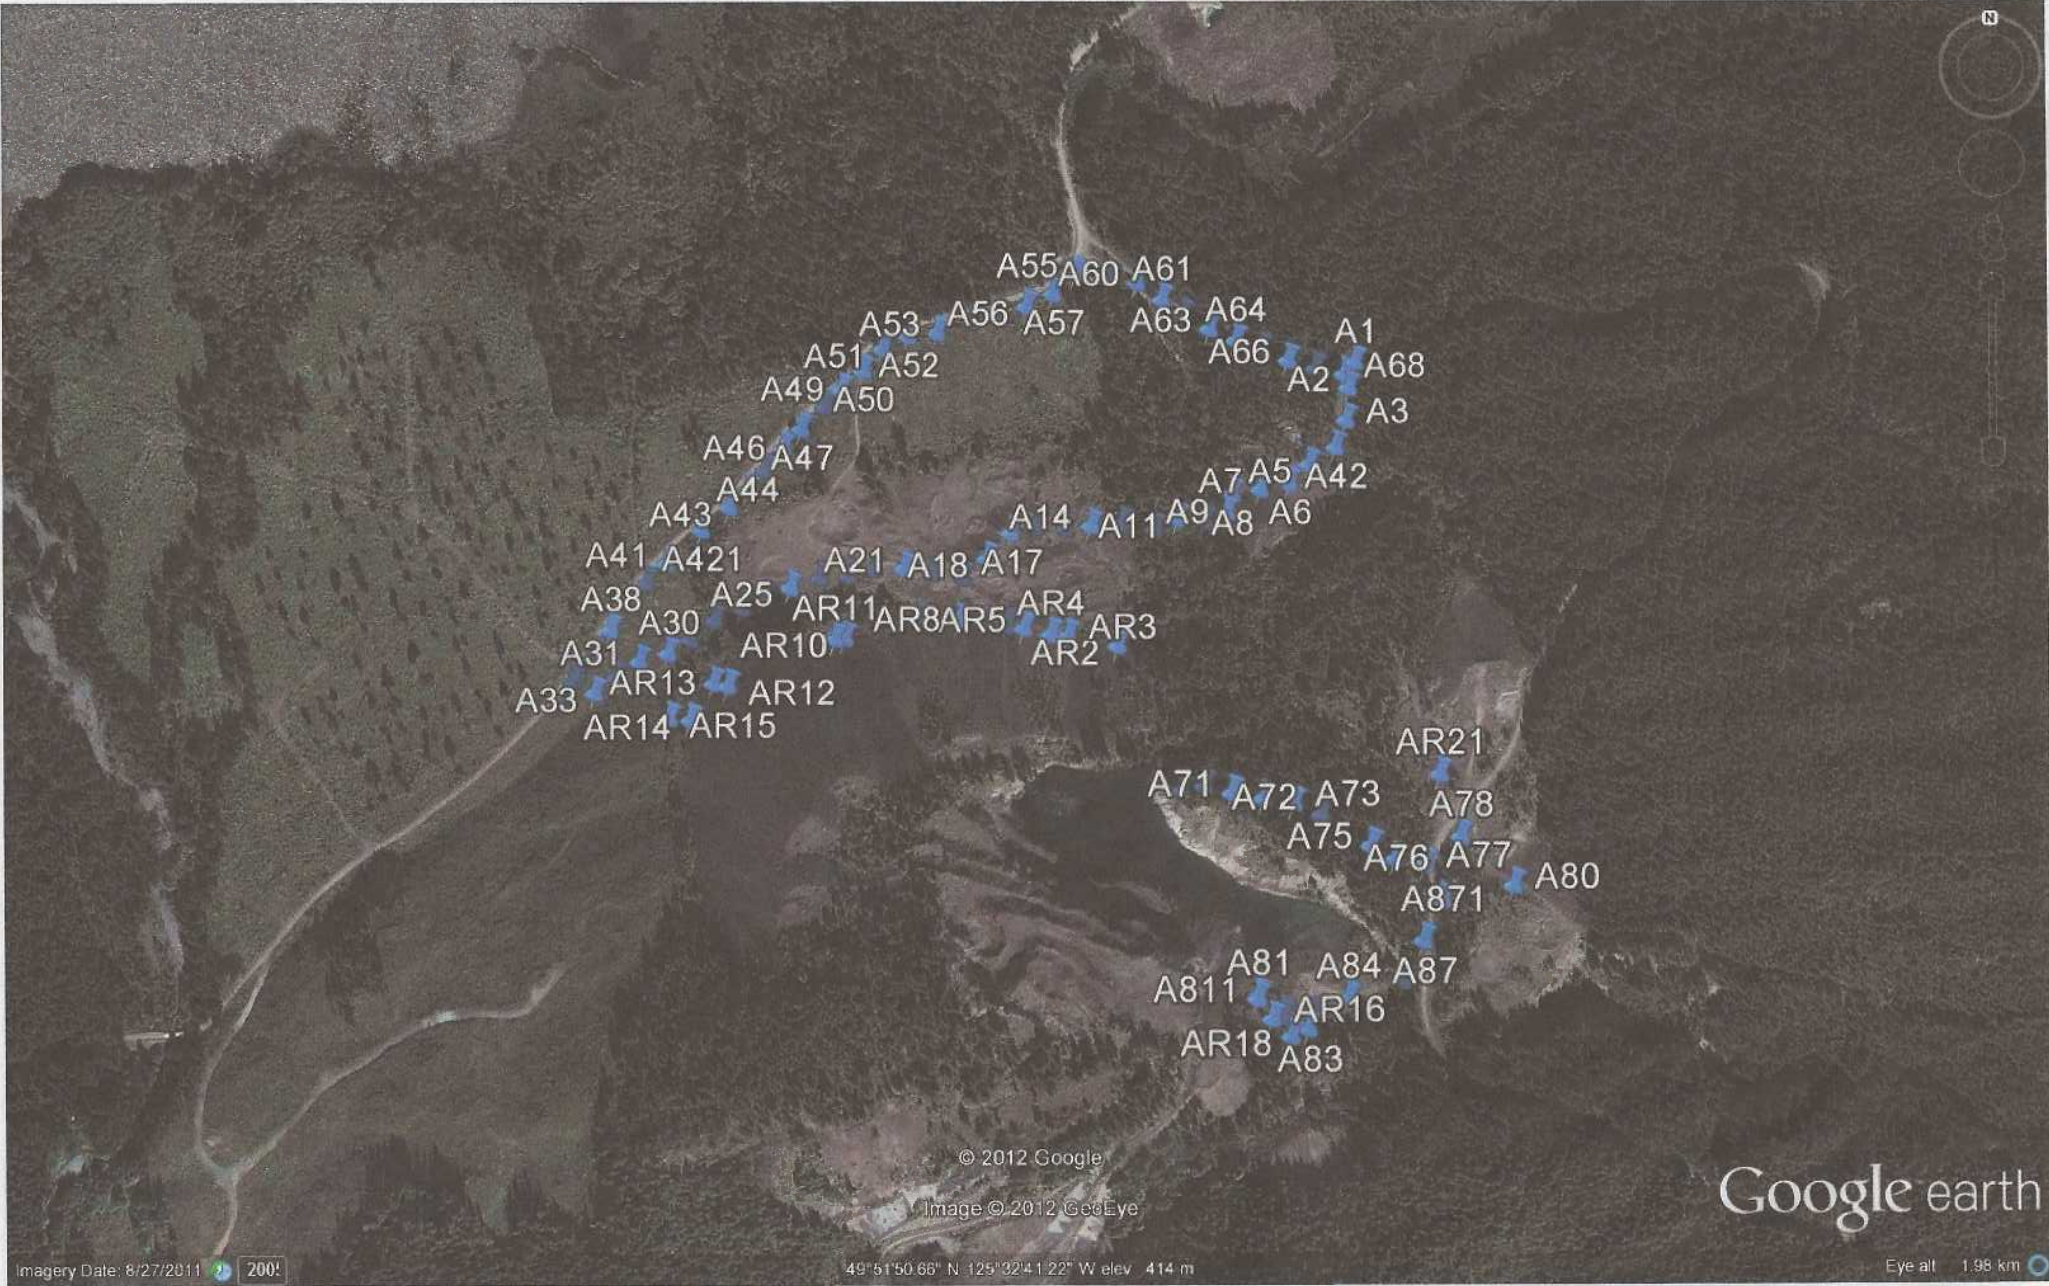 N
A55 A60 A61
A56 A57 A63 A64
A53 A1
A51 A52 A66 A2 A68
A49 A50 A3
A46 A47
A44 A7 A5 A42
A43 A14 A11 A9 A8 A6
A41 A421 A21 A18 A17
A38 A25 AR11 AR8 AR5 AR4
A30 AR10 AR2 AR3
A31 AR13 AR12
A33
AR14 AR15
AR21
A71 A72 A73 A78
A75 A76 A77
A80
A871
A81 A84 A87
A811 AR16
AR18 A83
© 2012 Google
Image © 2012 GeoEye
Google earth
Imagery Date: 8/27/2011
49°51'50.66" N 125°32'41.22" W elev 414 m
Eye alt 1.98 km